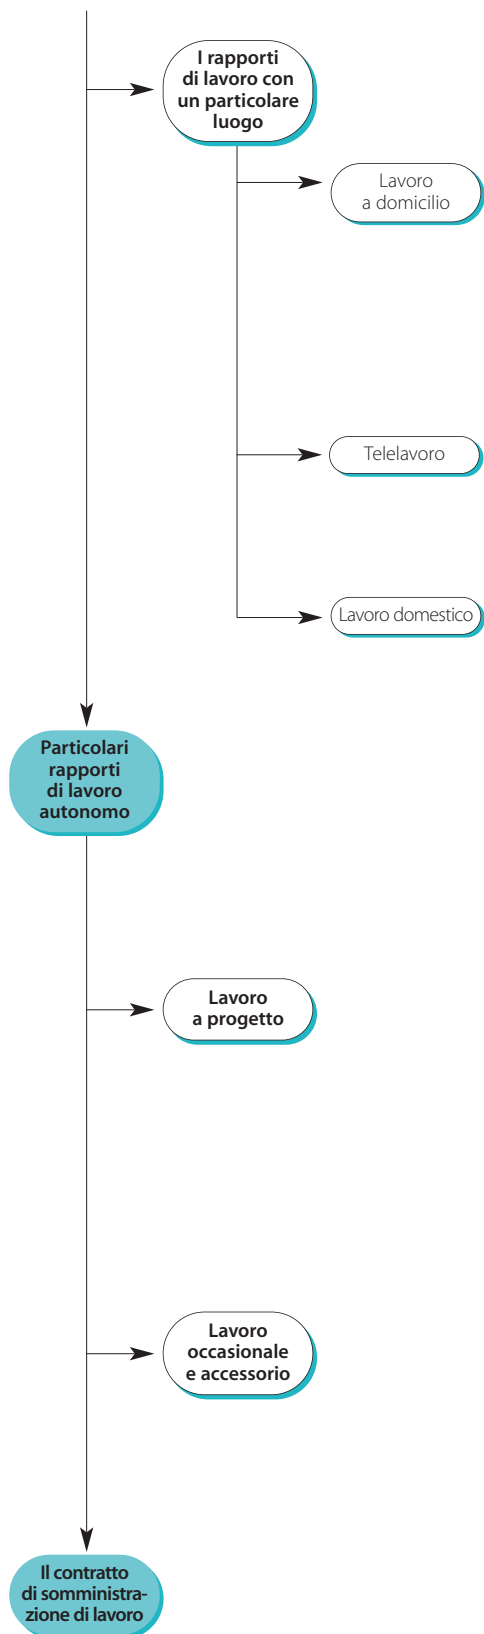 I rapporti
di lavoro con
un particolare
luogo
Lavoro
a domicilio
Telelavoro
Lavoro domestico
Particolari
rapporti
di lavoro
autonomo
Lavoro
a progetto
Lavoro
occasionale
e accessorio
Il contratto
di somministra-
zione di lavoro